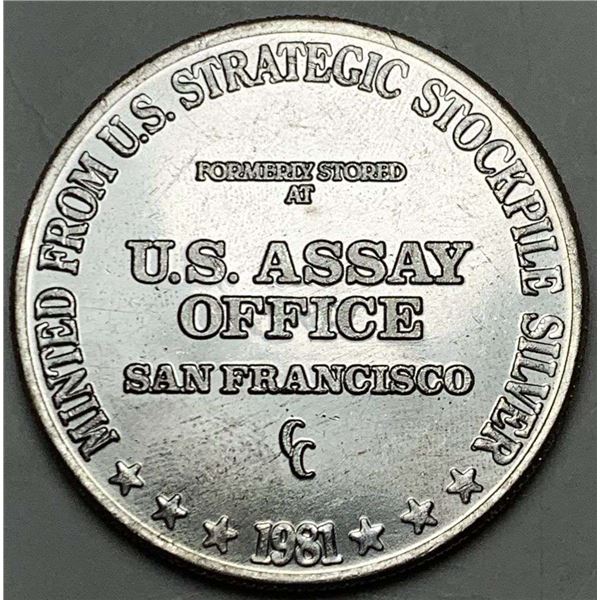 MINTED FROM U.S. STRATEGIC STOCKPILE SILVER
FORMERLY STORED
AT
U.S. ASSAY
OFFICE
SAN FRANCISCO
CC
1981